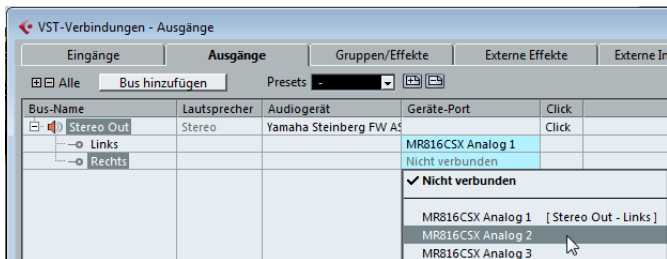 VST-Verbindungen - Ausgänge
Eingänge Ausgänge Gruppen/Effekte Externe Effekte Externe
Alle Bus hinzufügen Presets -
Bus-Name Lautsprecher Audiogerät Geräte-Port Click
Stereo Out Stereo Yamaha Steinberg FW Click
Links MR816CSX Analog 1
Rechts Nicht verbunden
✓ Nicht verbunden
MR816CSX Analog 1 [ Stereo Out - Links ]
MR816CSX Analog 2
MR816CSX Analog 3